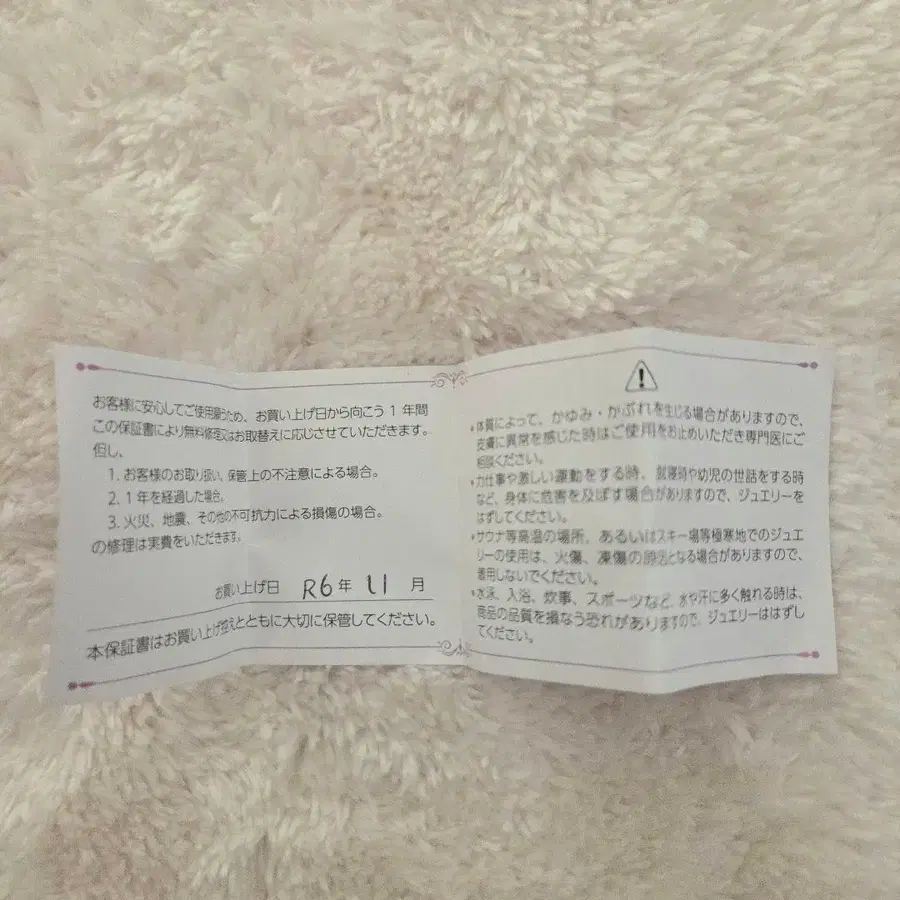 お客様に安心してご使用願うため、お買い上げ日から向こう1年間
この保証書により無料修理又はお取替えに応じさせていただきます。
但し、
1. お客様のお取り扱い、保管上の不注意による場合。
2. 1年を経過した場合。
3. 火災、地震、その他の不可抗力による損傷の場合。
の修理は実費をいただきます。
お買い上げ日 R6年 11 月
本保証書はお買い上げ控えとともに大切に保管してください。
・体質によって、かゆみ・かぶれを生じる場合がありますので、
皮膚に異常を感じた時はご使用をお止めいただき専門医にご
相談ください。
・力仕事や激しい運動をする時、就寝時や幼児の世話をする時
など、身体に危害を及ぼす場合がありますので、ジュエリーを
はずしてください。
・サウナ等高温の場所、あるいはスキー場等極寒地でのジュエ
リーの使用は、火傷、凍傷の原因となる場合がありますので、
着用しないでください。
・水泳、入浴、炊事、スポーツなど、水や汗に多く触れる時は、
商品の品質を損なう恐れがありますので、ジュエリーははずし
てください。